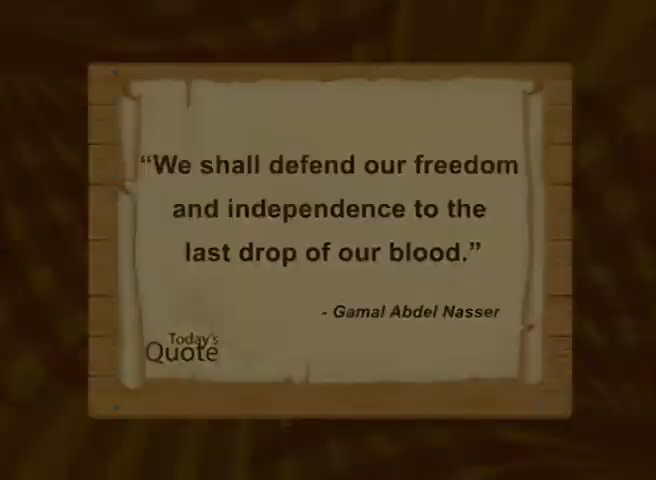 “We shall defend our freedom
and independence to the
last drop of our blood.”
- Gamal Abdel Nasser
Today's
Quote